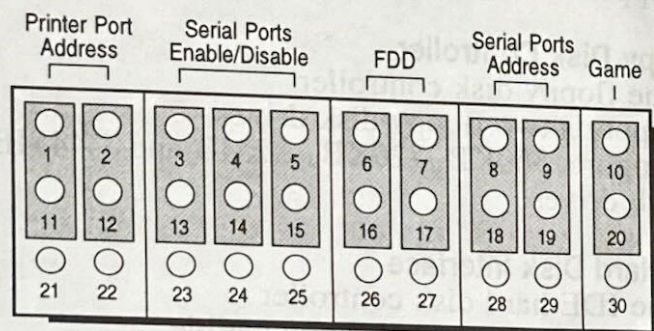 Printer Port
Address
Serial Ports
Enable/Disable
FDD
Serial Ports
Address
Game
1 2 3 4 5 6 7 8 9 10
11 12 13 14 15 16 17 18 19 20
21 22 23 24 25 26 27 28 29 30